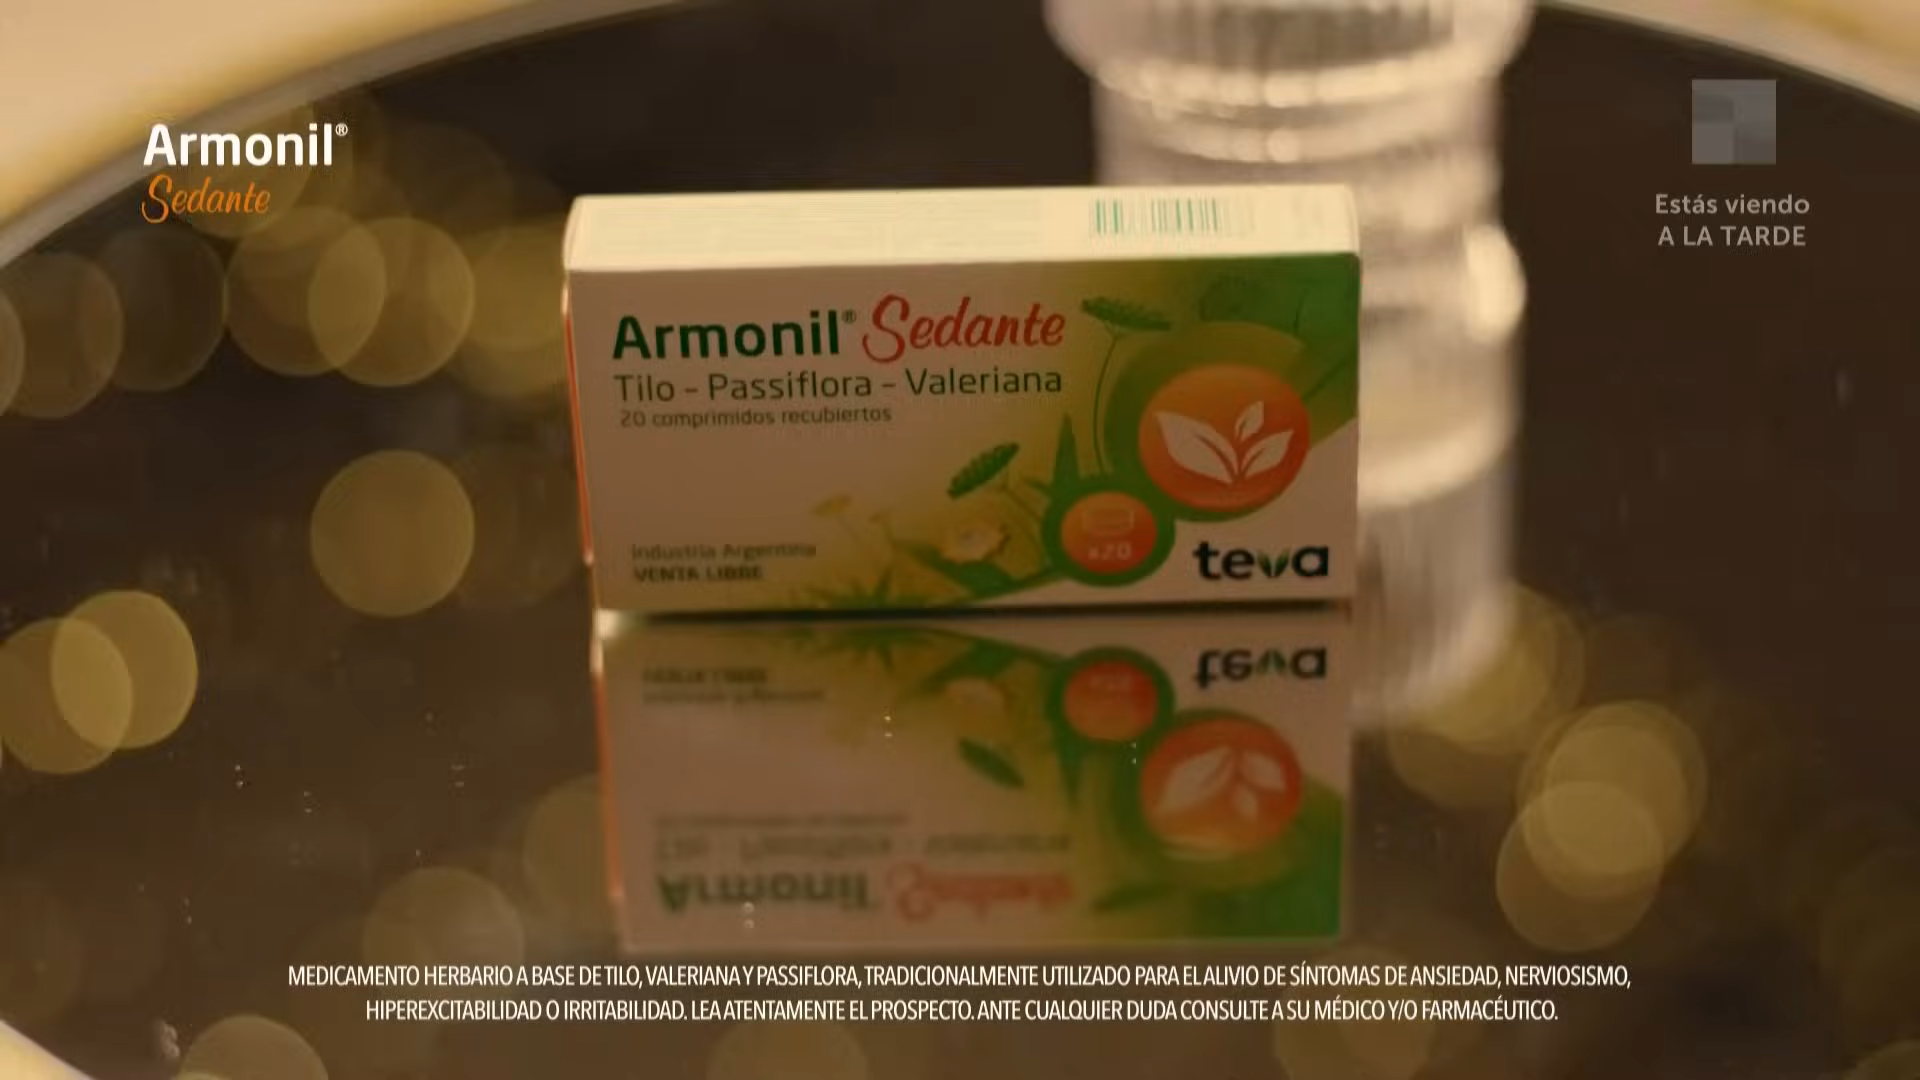 Armonil®
Sedante
Estás viendo
A LA TARDE
Armonil® Sedante
Tilo - Passiflora - Valeriana
20 comprimidos recubiertos
x20
Industria Argentina
VENTA LIBRE
teva
MEDICAMENTO HERBARIO A BASE DE TILO, VALERIANA Y PASSIFLORA, TRADICIONALMENTE UTILIZADO PARA EL ALIVIO DE SÍNTOMAS DE ANSIEDAD, NERVIOSISMO,
HIPEREXCITABILIDAD O IRRITABILIDAD. LEA ATENTAMENTE EL PROSPECTO. ANTE CUALQUIER DUDA CONSULTE A SU MÉDICO Y/O FARMACÉUTICO.